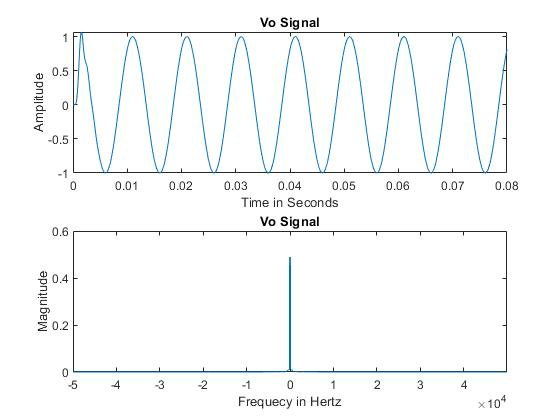 Vo Signal
1
0.5
0
-0.5
-1
Amplitude
0 0.01 0.02 0.03 0.04 0.05 0.06 0.07 0.08
Time in Seconds
Vo Signal
0.6
0.4
0.2
0
Magnitude
-5 -4 -3 -2 -1 0 1 2 3 4
Frequecy in Hertz
×10⁴